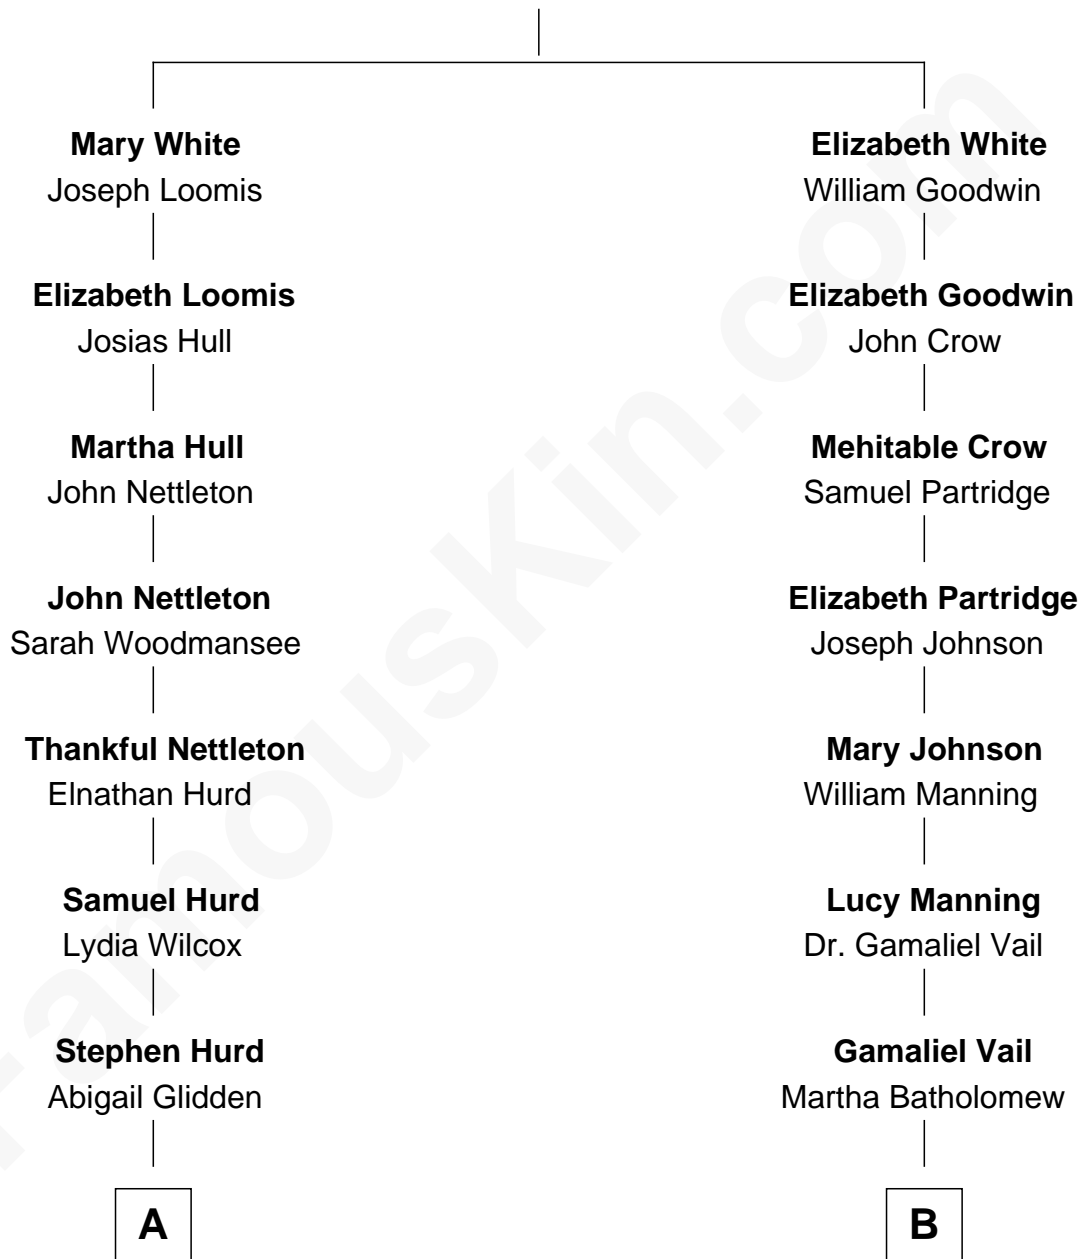 Mary White
Joseph Loomis
Elizabeth Loomis
Josias Hull
Martha Hull
John Nettleton
John Nettleton
Sarah Woodmansee
Thankful Nettleton
Elnathan Hurd
Samuel Hurd
Lydia Wilcox
Stephen Hurd
Abigail Glidden
A
Elizabeth White
William Goodwin
Elizabeth Goodwin
John Crow
Mehitable Crow
Samuel Partridge
Elizabeth Partridge
Joseph Johnson
Mary Johnson
William Manning
Lucy Manning
Dr. Gamaliel Vail
Gamaliel Vail
Martha Batholomew
B
FamousKin.com